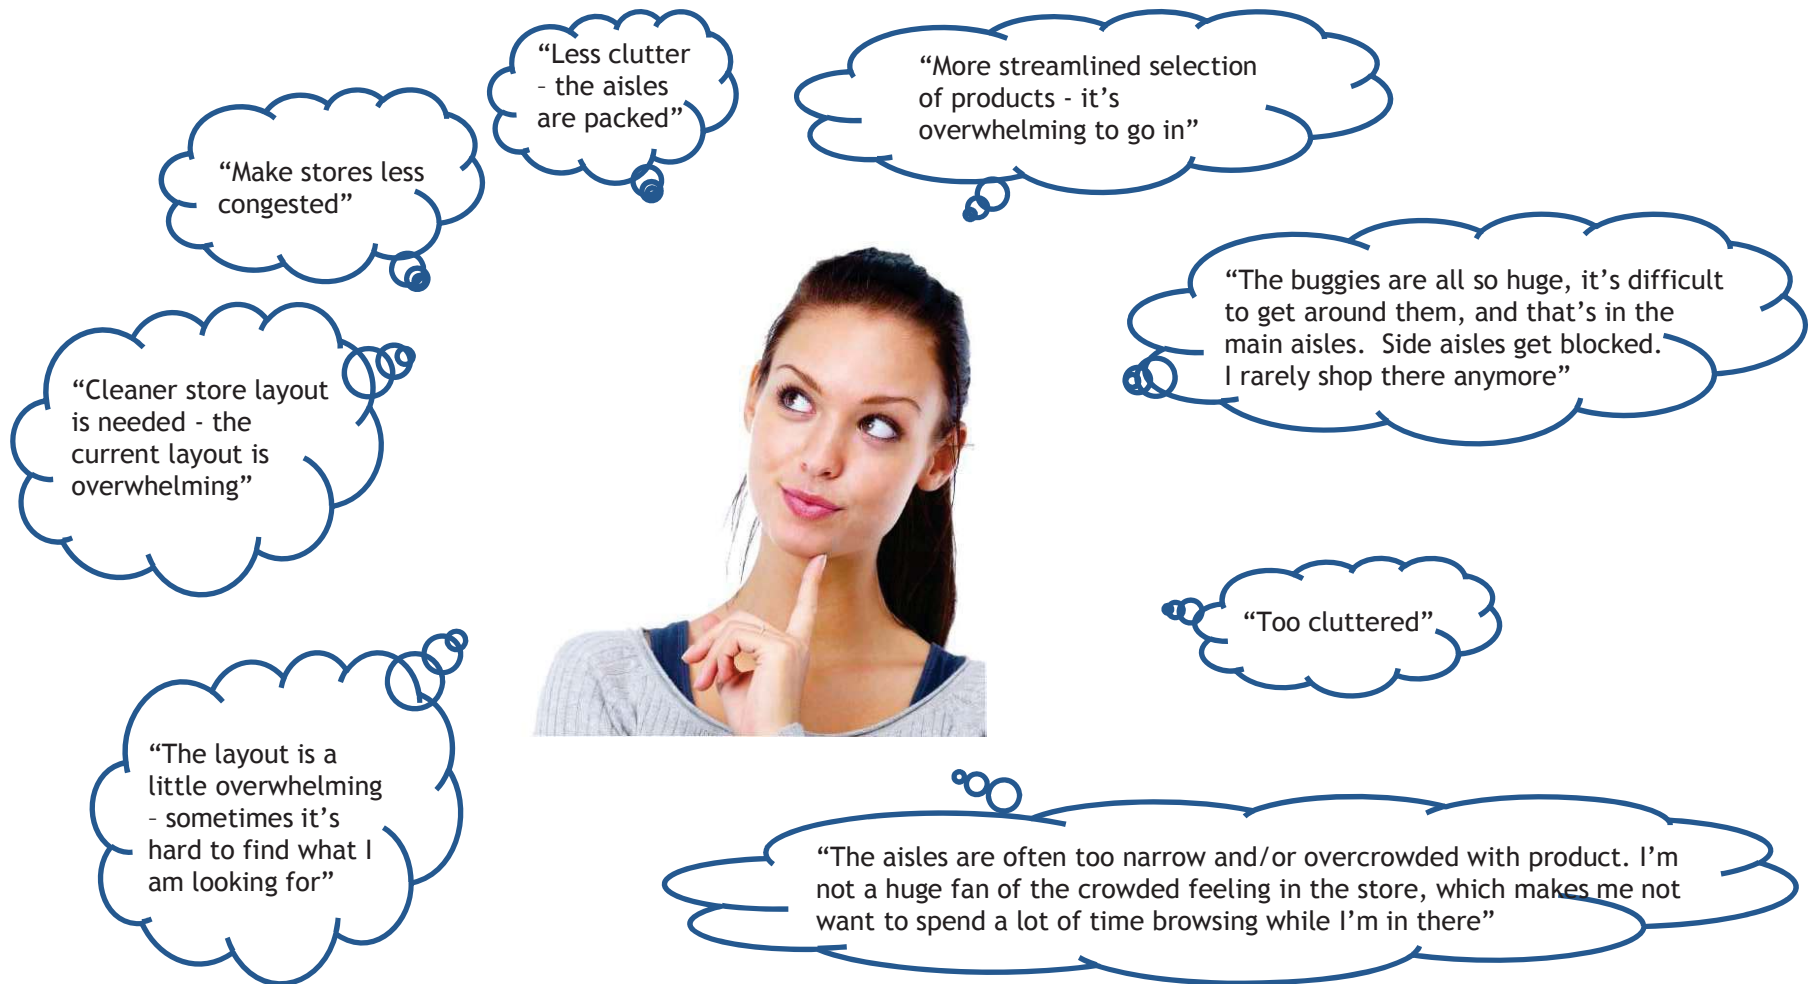 “Less clutter
– the aisles
are packed”
“More streamlined selection
of products - it’s
overwhelming to go in”
“Make stores less
congested”
“The buggies are all so huge, it’s difficult
to get around them, and that’s in the
main aisles.  Side aisles get blocked.
I rarely shop there anymore”
“Cleaner store layout
is needed - the
current layout is
overwhelming”
“Too cluttered”
“The layout is a
little overwhelming
– sometimes it’s
hard to find what I
am looking for”
“The aisles are often too narrow and/or overcrowded with product. I’m
not a huge fan of the crowded feeling in the store, which makes me not
want to spend a lot of time browsing while I’m in there”